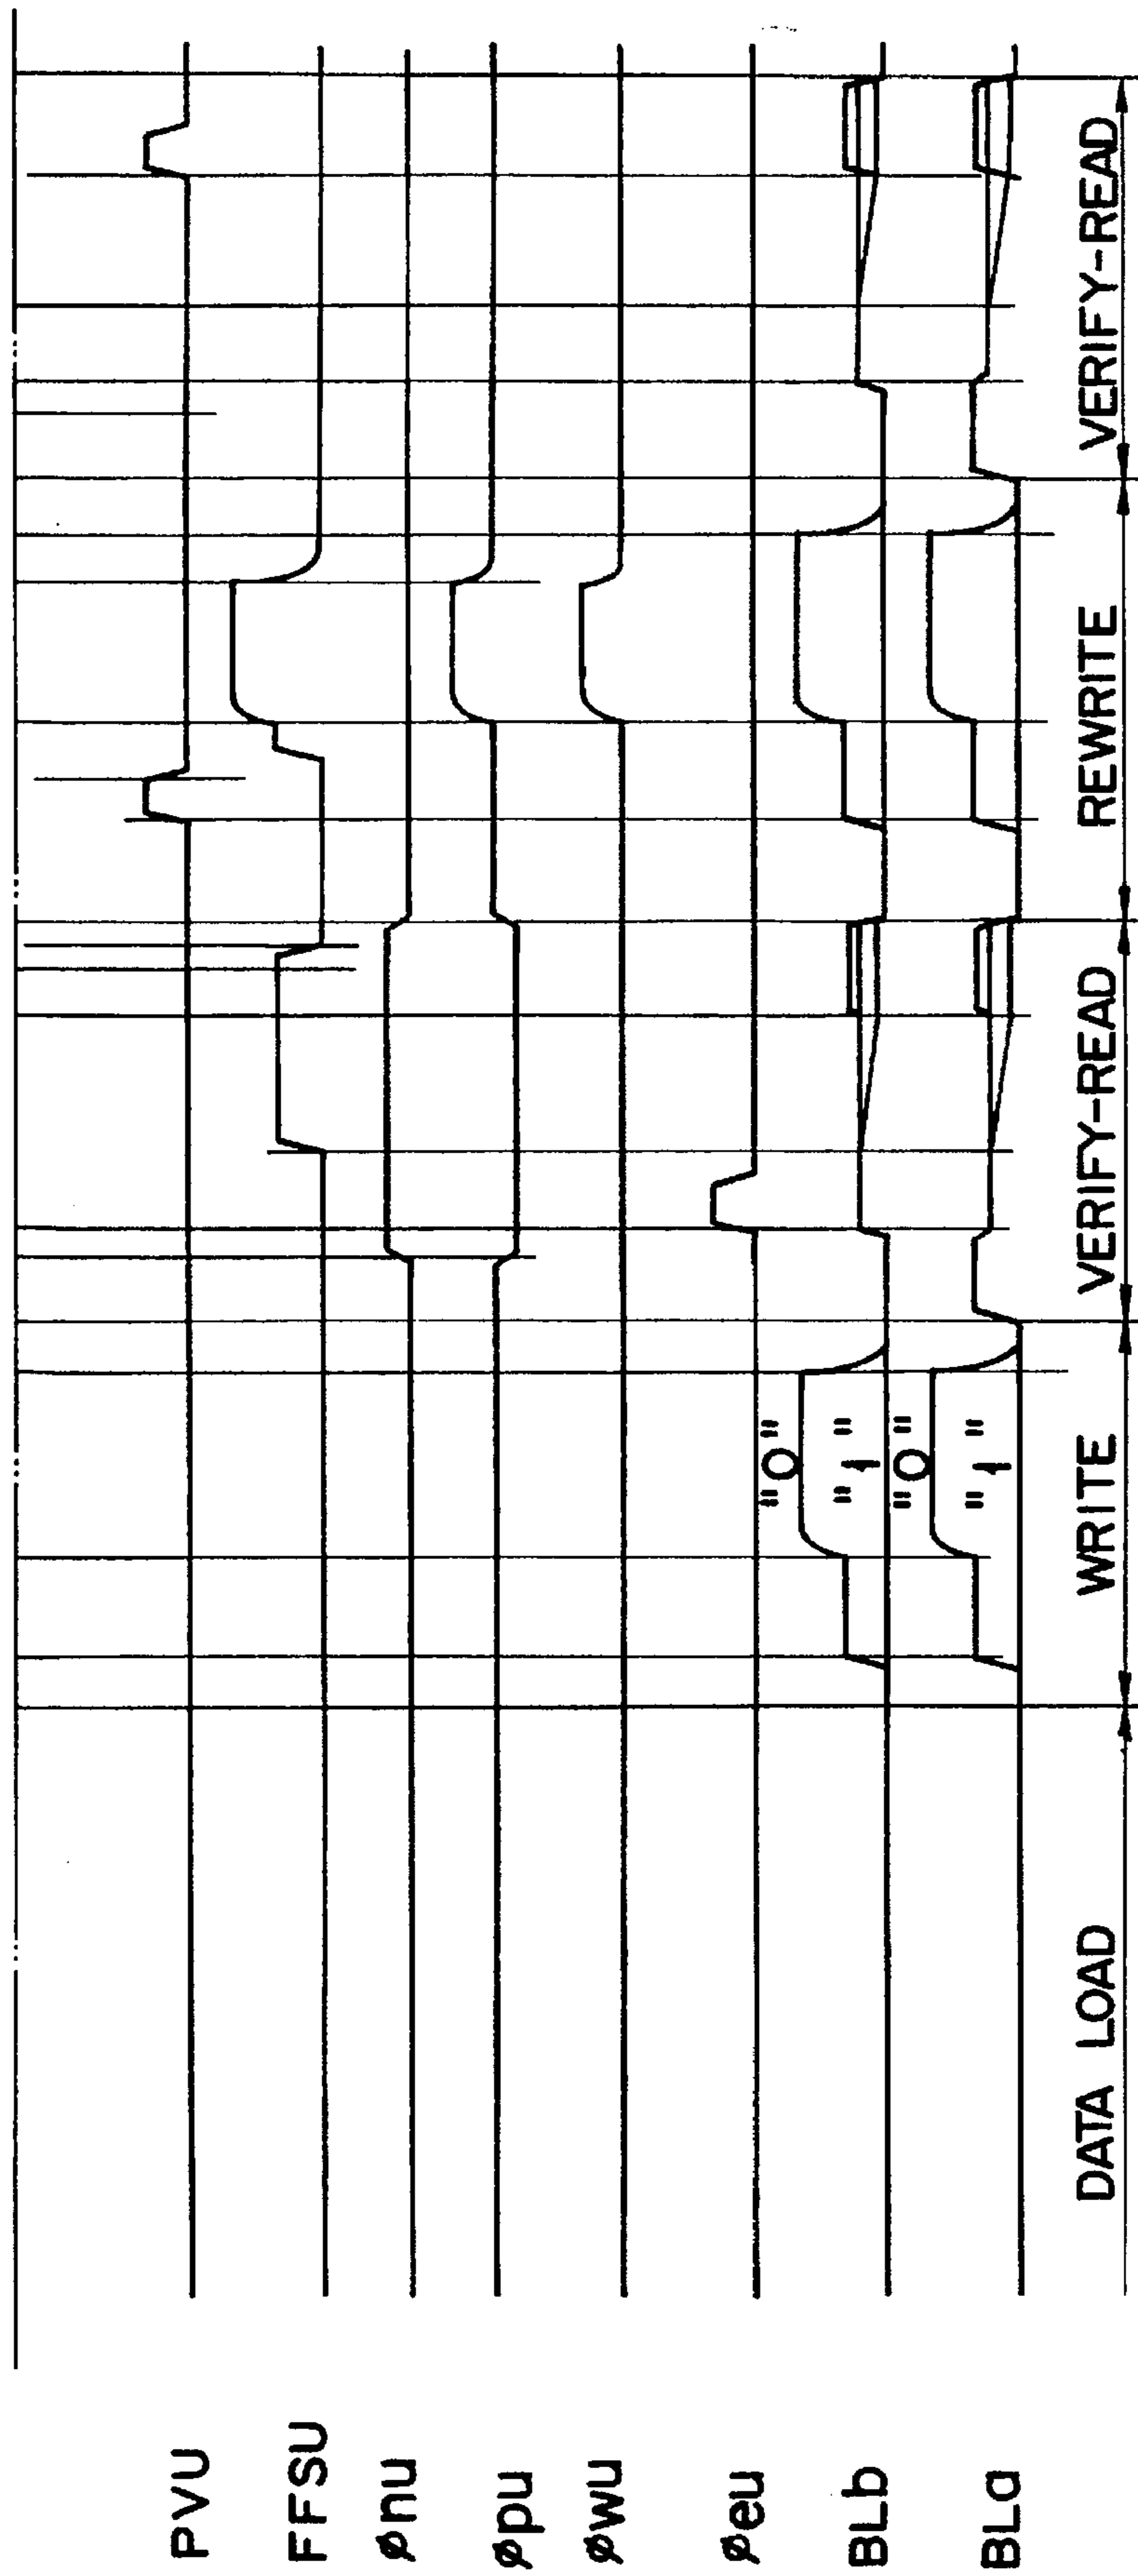 PVU
FFSU
φnu
φpu
φwu
φeu
BLb
"0"
"1"
BLa
"0"
"1"
DATA LOAD
WRITE
VERIFY-READ
REWRITE
VERIFY-READ